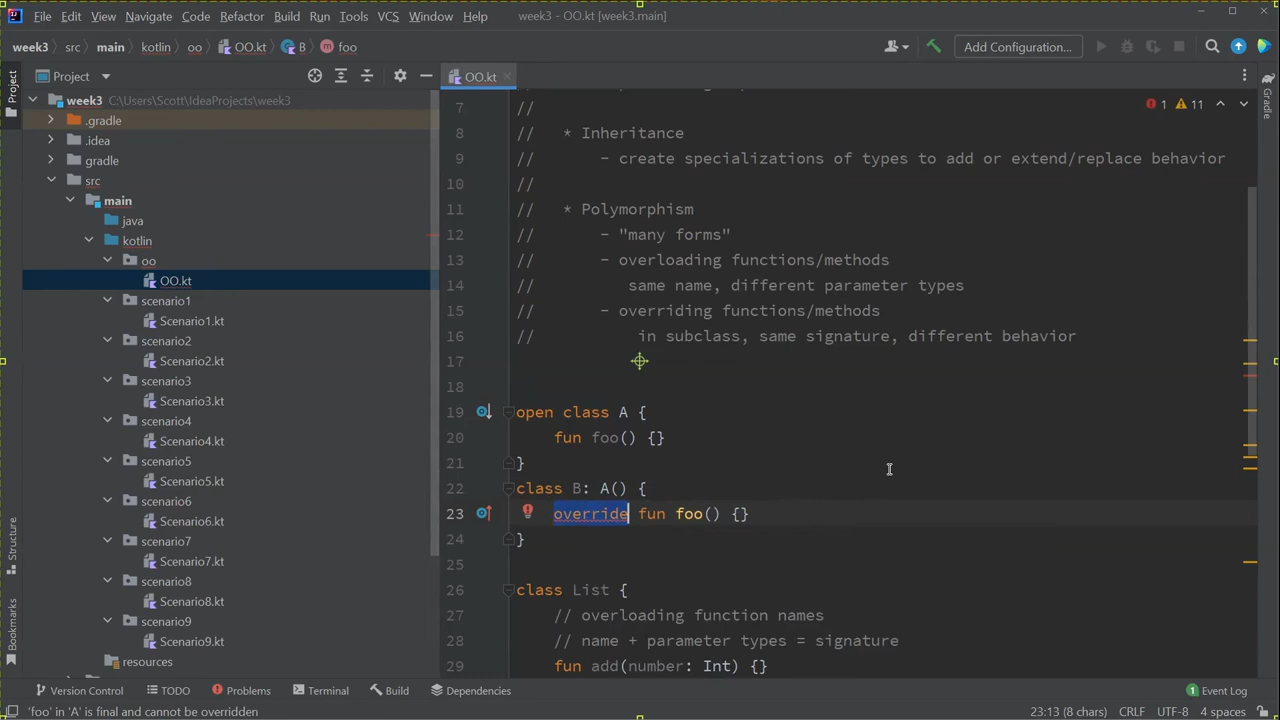 File Edit View Navigate Code Refactor Build Run Tools VCS Window Help week3 - OO.kt [week3.main]
week3 src main kotlin oo OO.kt B foo Add Configuration...
Project
Project
OO.kt
Gradle
week3 C:\Users\Scott\IdeaProjects\week3
.gradle
.idea
gradle
src
main
java
kotlin
oo
OO.kt
scenario1
Scenario1.kt
scenario2
Scenario2.kt
scenario3
Scenario3.kt
scenario4
Scenario4.kt
scenario5
Scenario5.kt
scenario6
Scenario6.kt
scenario7
Scenario7.kt
scenario8
Scenario8.kt
scenario9
Scenario9.kt
resources
Structure
Bookmarks
1 11
7 //
8 // * Inheritance
9 // - create specializations of types to add or extend/replace behavior
10 //
11 // * Polymorphism
12 // - "many forms"
13 // - overloading functions/methods
14 // same name, different parameter types
15 // - overriding functions/methods
16 // in subclass, same signature, different behavior
17
18
19 open class A {
20 fun foo() {}
21 }
22 class B: A() {
23 override fun foo() {}
24 }
25
26 class List {
27 // overloading function names
28 // name + parameter types = signature
29 fun add(number: Int) {}
Version Control TODO Problems Terminal Build Dependencies 1 Event Log
'foo' in 'A' is final and cannot be overridden 23:13 (8 chars) CRLF UTF-8 4 spaces